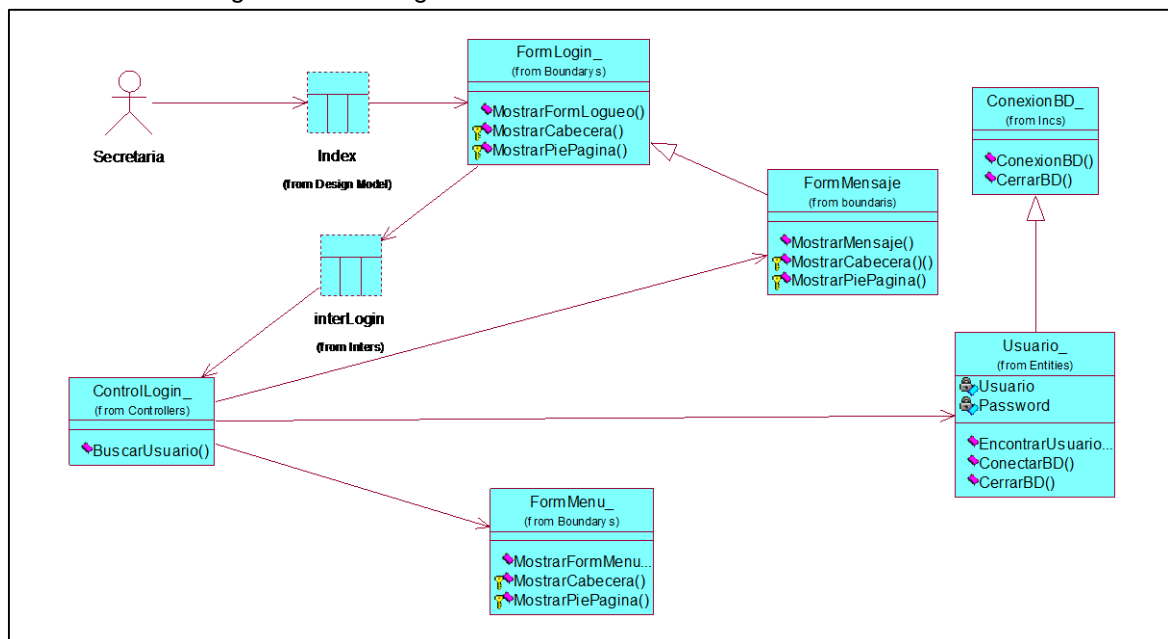 FormLogin_
(from Boundarys)
MostrarFormLogueo()
MostrarCabecera()
MostrarPiePagina()
Secretaria
Index
(from Design Model)
ConexionBD_
(from Incs)
ConexionBD()
CerrarBD()
FormMensaje
(from boundaris)
MostrarMensaje()
MostrarCabecera()()
MostrarPiePagina()
interLogin
(from Inters)
Usuario_
(from Entities)
Usuario
Password
EncontrarUsuario...
ConectarBD()
CerrarBD()
ControlLogin_
(from Controllers)
BuscarUsuario()
FormMenu_
(from Boundarys)
MostrarFormMenu...
MostrarCabecera()
MostrarPiePagina()